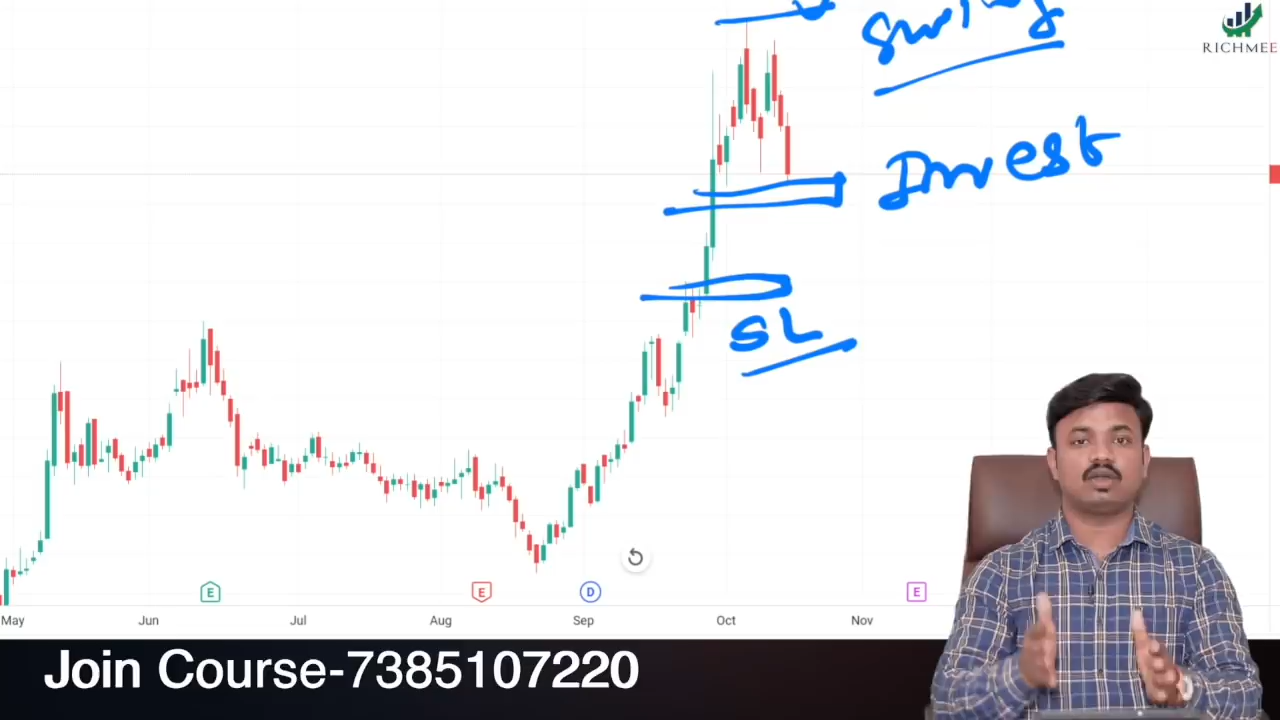 Swing
RICHMEE
Invest
SL
E
E
D
E
May
Jun
Jul
Aug
Sep
Oct
Nov
Join Course-7385107220